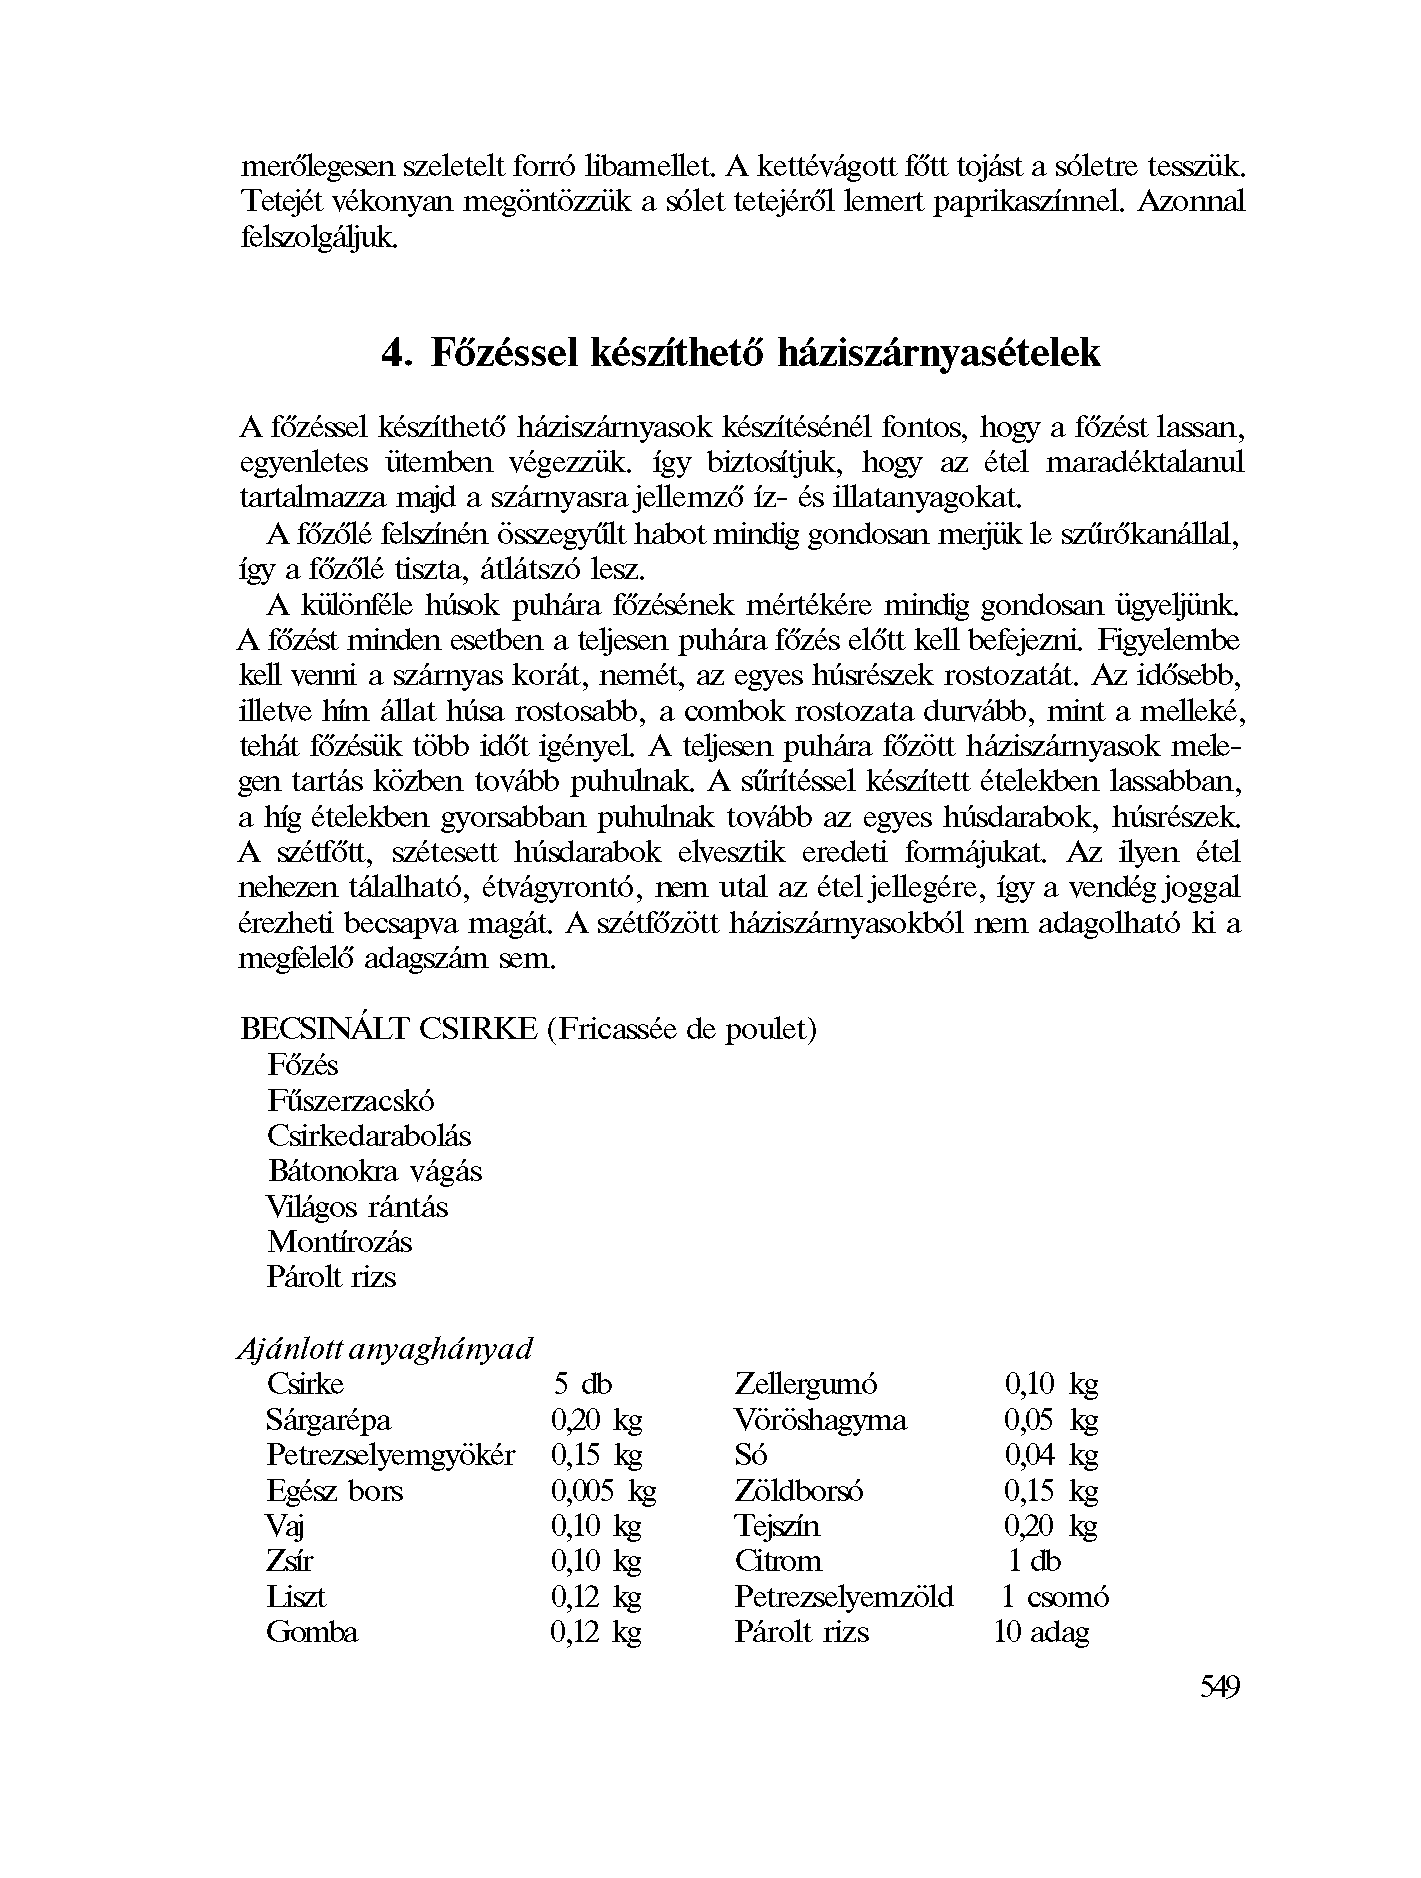 merőlegesen szeletelt forró libamellet. A kettévágott főtt tojást a sóletre tesszük.
Tetejét vékonyan megöntözzük a sólet tetejéről lemert paprikaszínnel. Azonnal
felszolgáljuk.
4. Főzéssel készíthető háziszárnyasételek
A főzéssel készíthető háziszárnyasok készítésénél fontos, hogy a főzést lassan,
egyenletes ütemben végezzük. így biztosítjuk, hogy az étel maradéktalanul
tartalmazza majd a szárnyasra jellemző íz- és illatanyagokat.
A főzőlé felszínén összegyűlt habot mindig gondosan merjük le szűrőkanállal,
így a főzőlé tiszta, átlátszó lesz.
A különféle húsok puhára főzésének mértékére mindig gondosan ügyeljünk.
A főzést minden esetben a teljesen puhára főzés előtt kell befejezni. Figyelembe
kell venni a szárnyas korát, nemét, az egyes húsrészek rostozatát. Az idősebb,
illetve hím állat húsa rostosabb, a combok rostozata durvább, mint a melleké,
tehát főzésük több időt igényel. A teljesen puhára főzött háziszárnyasok mele-
gen tartás közben tovább puhulnak. A sűrítéssel készített ételekben lassabban,
a híg ételekben gyorsabban puhulnak tovább az egyes húsdarabok, húsrészek.
A szétfőtt, szétesett húsdarabok elvesztik eredeti formájukat. Az ilyen étel
nehezen tálalható, étvágyrontó, nem utal az étel jellegére, így a vendég joggal
érezheti becsapva magát. A szétfőzött háziszárnyasokból nem adagolható ki a
megfelelő adagszám sem.
BECSINÁLT CSIRKE (Fricassée de poulet)
Főzés
Fűszerzacskó
Csirkedarabolás
Bátonokra vágás
Világos rántás
Montírozás
Párolt rizs
Ajánlott anyaghányad
Csirke 5 db Zellergumó 0,10 kg
Sárgarépa 0,20 kg Vöröshagyma 0,05 kg
Petrezselyemgyökér 0,15 kg Só 0,04 kg
Egész bors 0,005 kg Zöldborsó 0,15 kg
Vaj 0,10 kg Tejszín 0,20 kg
Zsír 0,10 kg Citrom 1 db
Liszt 0,12 kg Petrezselyemzöld 1 csomó
Gomba 0,12 kg Párolt rizs 10 adag
549